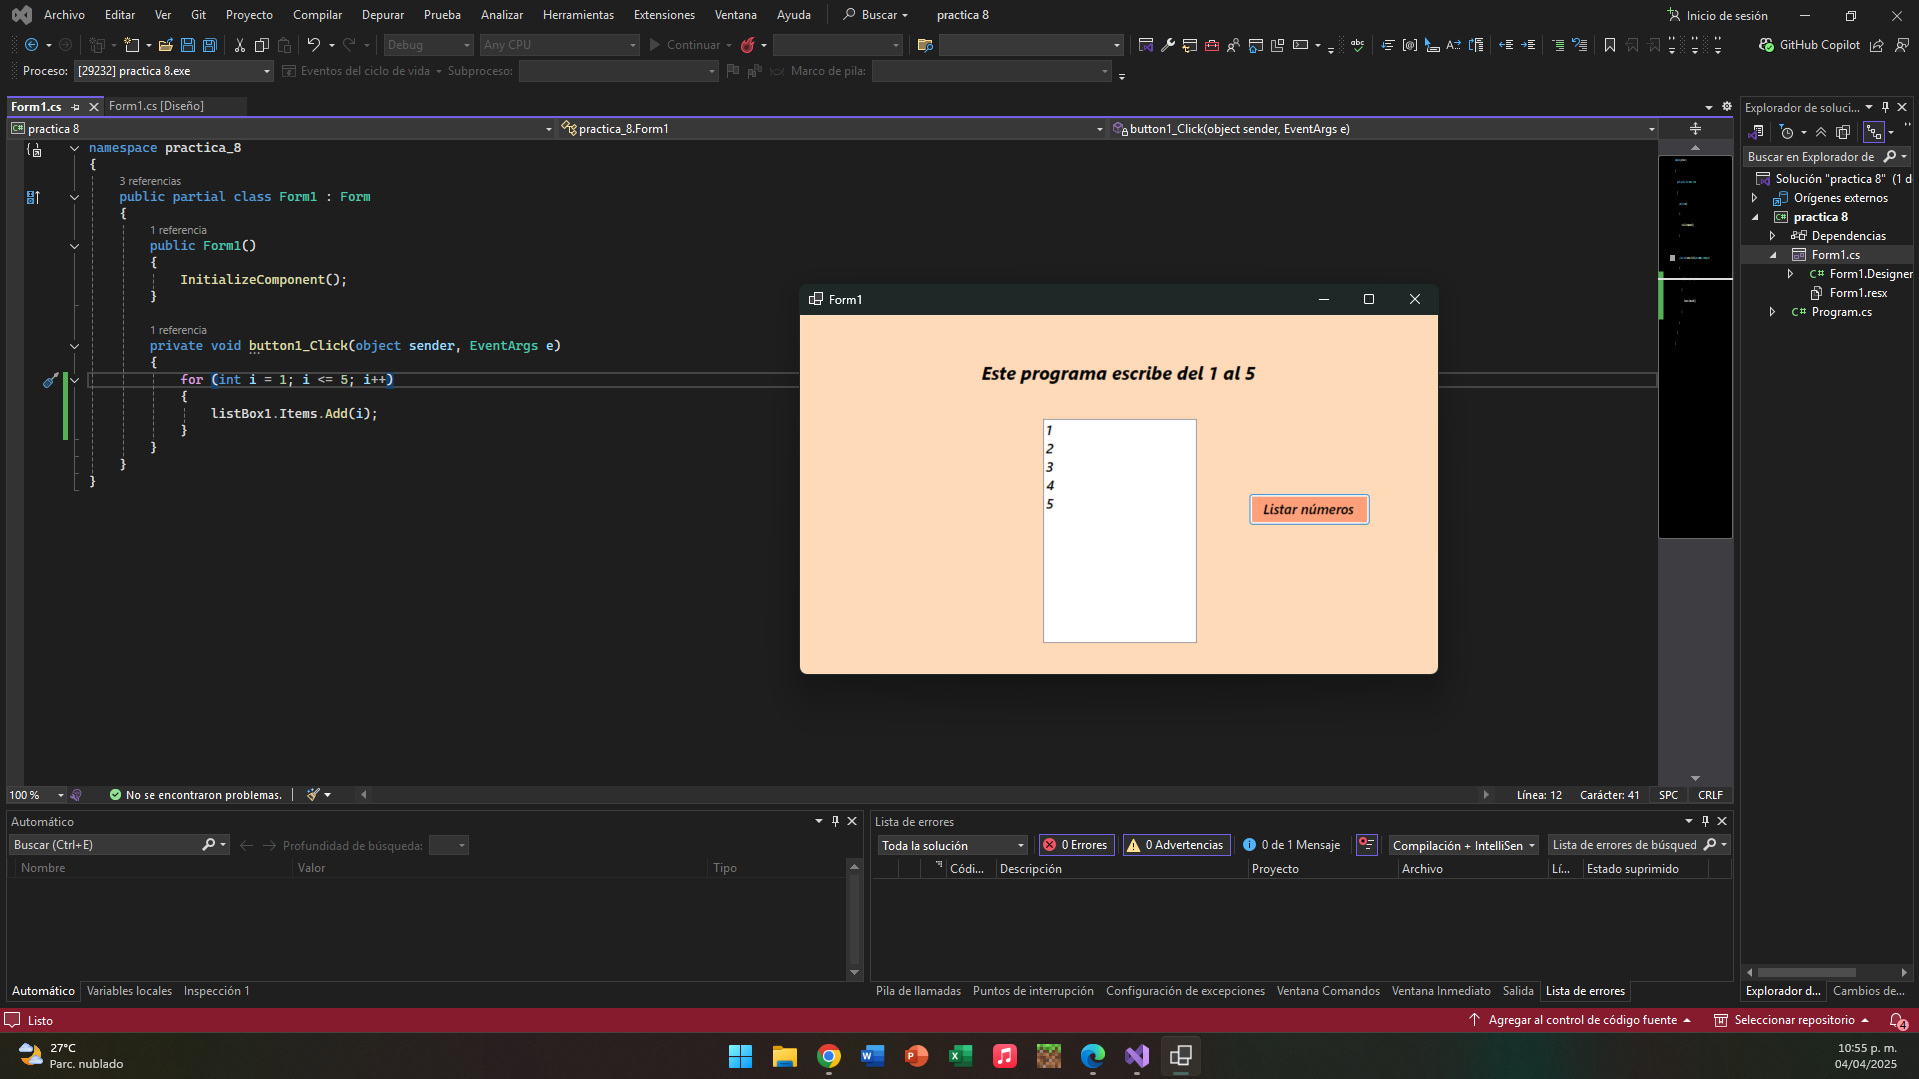 Archivo Editar Ver Git Proyecto Compilar Depurar Prueba Analizar Herramientas Extensiones Ventana Ayuda Buscar practica 8 Inicio de sesión
Debug Any CPU Continuar GitHub Copilot
Proceso: [29232] practica 8.exe Eventos del ciclo de vida Subproceso: Marco de pila:
Form1.cs Form1.cs [Diseño]
practica 8 practica_8.Form1 button1_Click(object sender, EventArgs e)
namespace practica_8
{
3 referencias
public partial class Form1 : Form
{
1 referencia
public Form1()
{
InitializeComponent();
}
1 referencia
private void button1_Click(object sender, EventArgs e)
{
for (int i = 1; i <= 5; i++)
{
listBox1.Items.Add(i);
}
}
}
}
Form1
Este programa escribe del 1 al 5
1
2
3
4
5
Listar números
Explorador de soluci...
Buscar en Explorador de
Solución "practica 8" (1 d
Orígenes externos
practica 8
Dependencias
Form1.cs
Form1.Designer
Form1.resx
Program.cs
100 % No se encontraron problemas. Línea: 12 Carácter: 41 SPC CRLF
Automático
Buscar (Ctrl+E) Profundidad de búsqueda:
Nombre Valor Tipo
Automático Variables locales Inspección 1
Lista de errores
Toda la solución 0 Errores 0 Advertencias 0 de 1 Mensaje Compilación + IntelliSen Lista de errores de búsqued
Códi... Descripción Proyecto Archivo Lí... Estado suprimido
Pila de llamadas Puntos de interrupción Configuración de excepciones Ventana Comandos Ventana Inmediato Salida Lista de errores
Explorador d... Cambios de...
Listo Agregar al control de código fuente Seleccionar repositorio 4
27°C
Parc. nublado
10:55 p. m.
04/04/2025